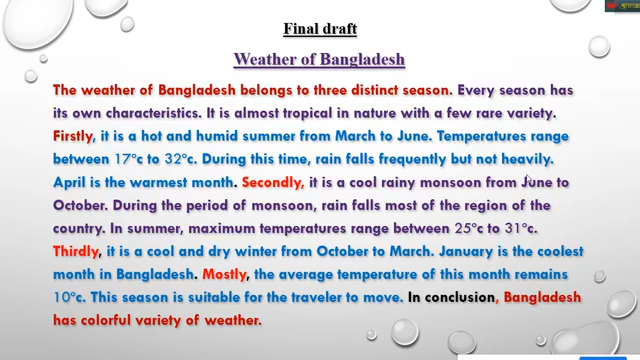 Final draft
Weather of Bangladesh
The weather of Bangladesh belongs to three distinct season. Every season has
its own characteristics. It is almost tropical in nature with a few rare variety.
Firstly, it is a hot and humid summer from March to June. Temperatures range
between 17°c to 32°c. During this time, rain falls frequently but not heavily.
April is the warmest month. Secondly, it is a cool rainy monsoon from June to
October. During the period of monsoon, rain falls most of the region of the
country. In summer, maximum temperatures range between 25°c to 31°c.
Thirdly, it is a cool and dry winter from October to March. January is the coolest
month in Bangladesh. Mostly, the average temperature of this month remains
10°c. This season is suitable for the traveler to move. In conclusion, Bangladesh
has colorful variety of weather.